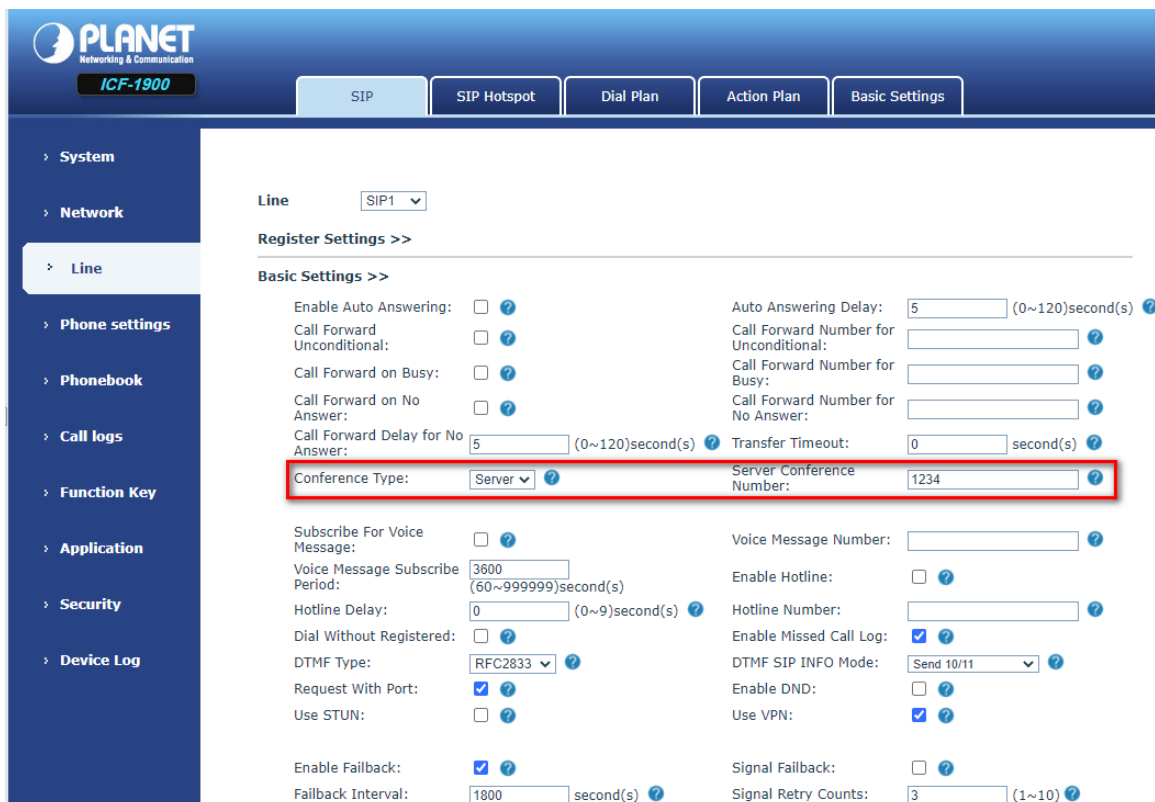 PLANET
Networking & Communication
ICF-1900
SIP
SIP Hotspot
Dial Plan
Action Plan
Basic Settings
› System
› Network
› Line
› Phone settings
› Phonebook
› Call logs
› Function Key
› Application
› Security
› Device Log
Line SIP1
Register Settings >>
Basic Settings >>
Enable Auto Answering: ?
Auto Answering Delay: 5 (0~120)second(s) ?
Call Forward
Unconditional: ?
Call Forward Number for
Unconditional: ?
Call Forward on Busy: ?
Call Forward Number for
Busy: ?
Call Forward on No
Answer: ?
Call Forward Number for
No Answer: ?
Call Forward Delay for No
Answer: 5 (0~120)second(s) ?
Transfer Timeout: 0 second(s) ?
Conference Type: Server ?
Server Conference
Number: 1234 ?
Subscribe For Voice
Message: ?
Voice Message Number: ?
Voice Message Subscribe
Period: 3600
(60~999999)second(s)
Enable Hotline: ?
Hotline Delay: 0 (0~9)second(s) ?
Hotline Number: ?
Dial Without Registered: ?
Enable Missed Call Log: ?
DTMF Type: RFC2833 ?
DTMF SIP INFO Mode: Send 10/11 ?
Request With Port: ?
Enable DND: ?
Use STUN: ?
Use VPN: ?
Enable Failback: ?
Signal Failback: ?
Failback Interval: 1800 second(s) ?
Signal Retry Counts: 3 (1~10) ?